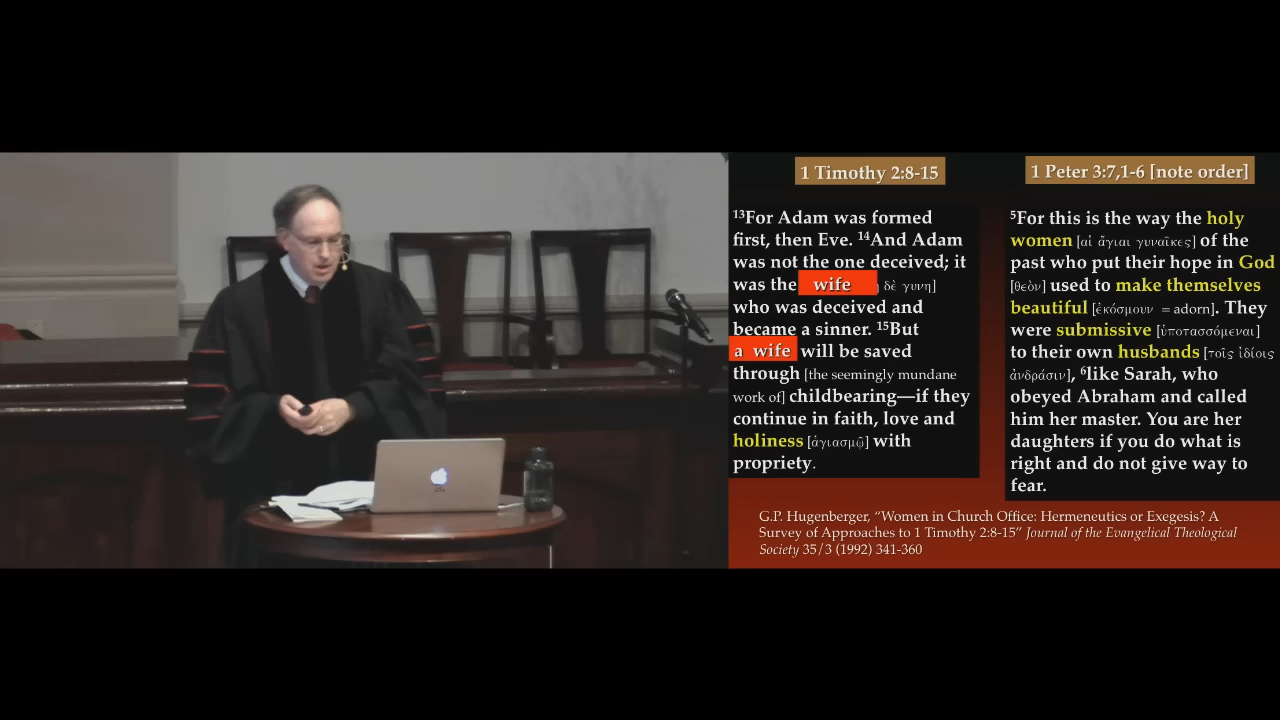 1 Timothy 2:8-15
¹³For Adam was formed
first, then Eve. ¹⁴And Adam
was not the one deceived; it
was the wife δὲ γυνη]
who was deceived and
became a sinner. ¹⁵But
a wife will be saved
through [the seemingly mundane
work of] childbearing—if they
continue in faith, love and
holiness [ἁγιασμῷ] with
propriety.
1 Peter 3:7,1-6 [note order]
⁵For this is the way the holy
women [αἱ ἅγιαι γυναῖκες] of the
past who put their hope in God
[θεὸν] used to make themselves
beautiful [ἐκόσμουν = adorn]. They
were submissive [ὑποτασσόμεναι]
to their own husbands [τοῖς ἰδίοις
ἀνδράσιν], ⁶like Sarah, who
obeyed Abraham and called
him her master. You are her
daughters if you do what is
right and do not give way to
fear.
G.P. Hugenberger, “Women in Church Office: Hermeneutics or Exegesis? A
Survey of Approaches to 1 Timothy 2:8-15” Journal of the Evangelical Theological
Society 35/3 (1992) 341-360